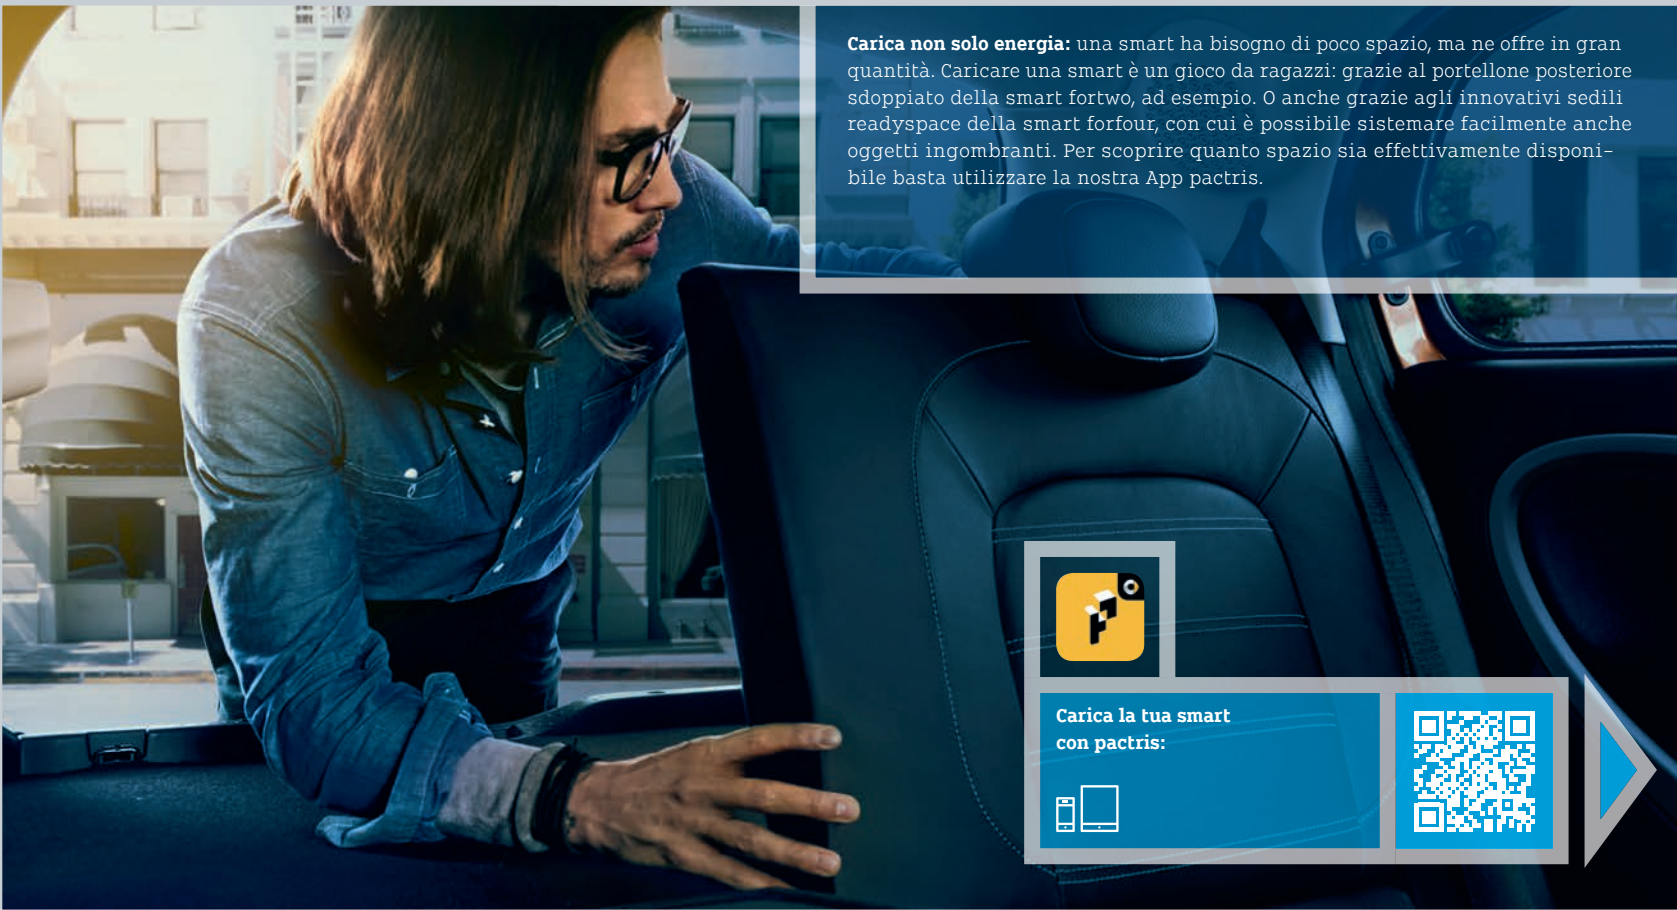 Carica non solo energia: una smart ha bisogno di poco spazio, ma ne offre in gran
quantità. Caricare una smart è un gioco da ragazzi: grazie al portellone posteriore
sdoppiato della smart fortwo, ad esempio. O anche grazie agli innovativi sedili
readyspace della smart forfour, con cui è possibile sistemare facilmente anche
oggetti ingombranti. Per scoprire quanto spazio sia effettivamente disponi-
bile basta utilizzare la nostra App pactris.
Carica la tua smart
con pactris: